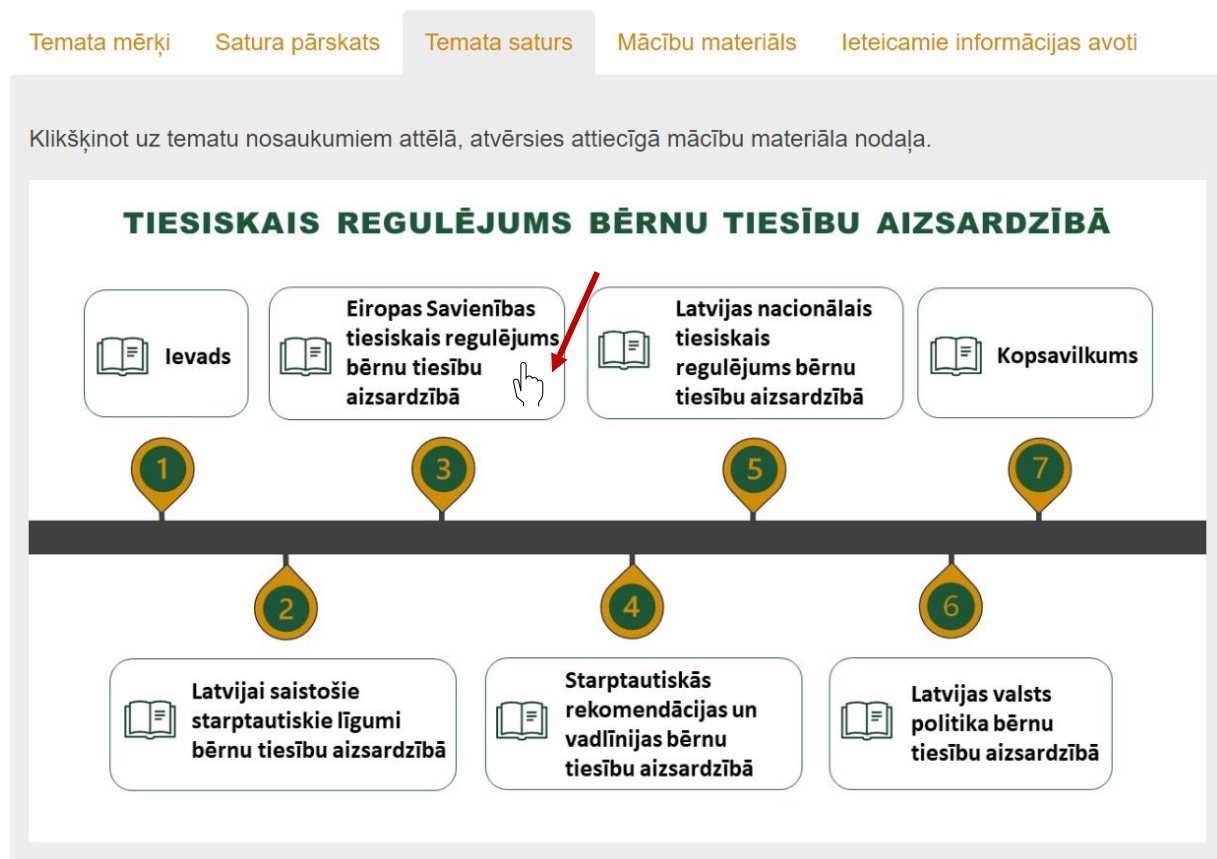 Temata mērķi
Satura pārskats
Temata saturs
Mācību materiāls
Ieteicamie informācijas avoti
Klikšķinot uz tematu nosaukumiem attēlā, atvērsies attiecīgā mācību materiāla nodaļa.
TIESISKAIS REGULĒJUMS BĒRNU TIESĪBU AIZSARDZĪBĀ
Ievads
Eiropas Savienības
tiesiskais regulējums
bērnu tiesību
aizsardzībā
Latvijas nacionālais
tiesiskais
regulējums bērnu
tiesību aizsardzībā
Kopsavilkums
1
3
5
7
2
4
6
Latvijai saistošie
starptautiskie līgumi
bērnu tiesību aizsardzībā
Starptautiskās
rekomendācijas un
vadlīnijas bērnu
tiesību aizsardzībā
Latvijas valsts
politika bērnu
tiesību aizsardzībā